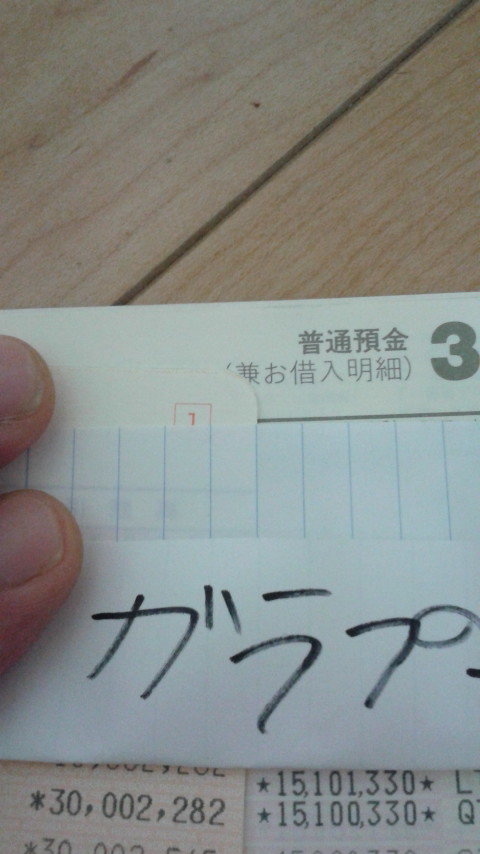 普通預金 3
(兼お借入明細)
1
ガラプー
*30,002,282 ★15,101,330★ L
★15,100,330★ Q